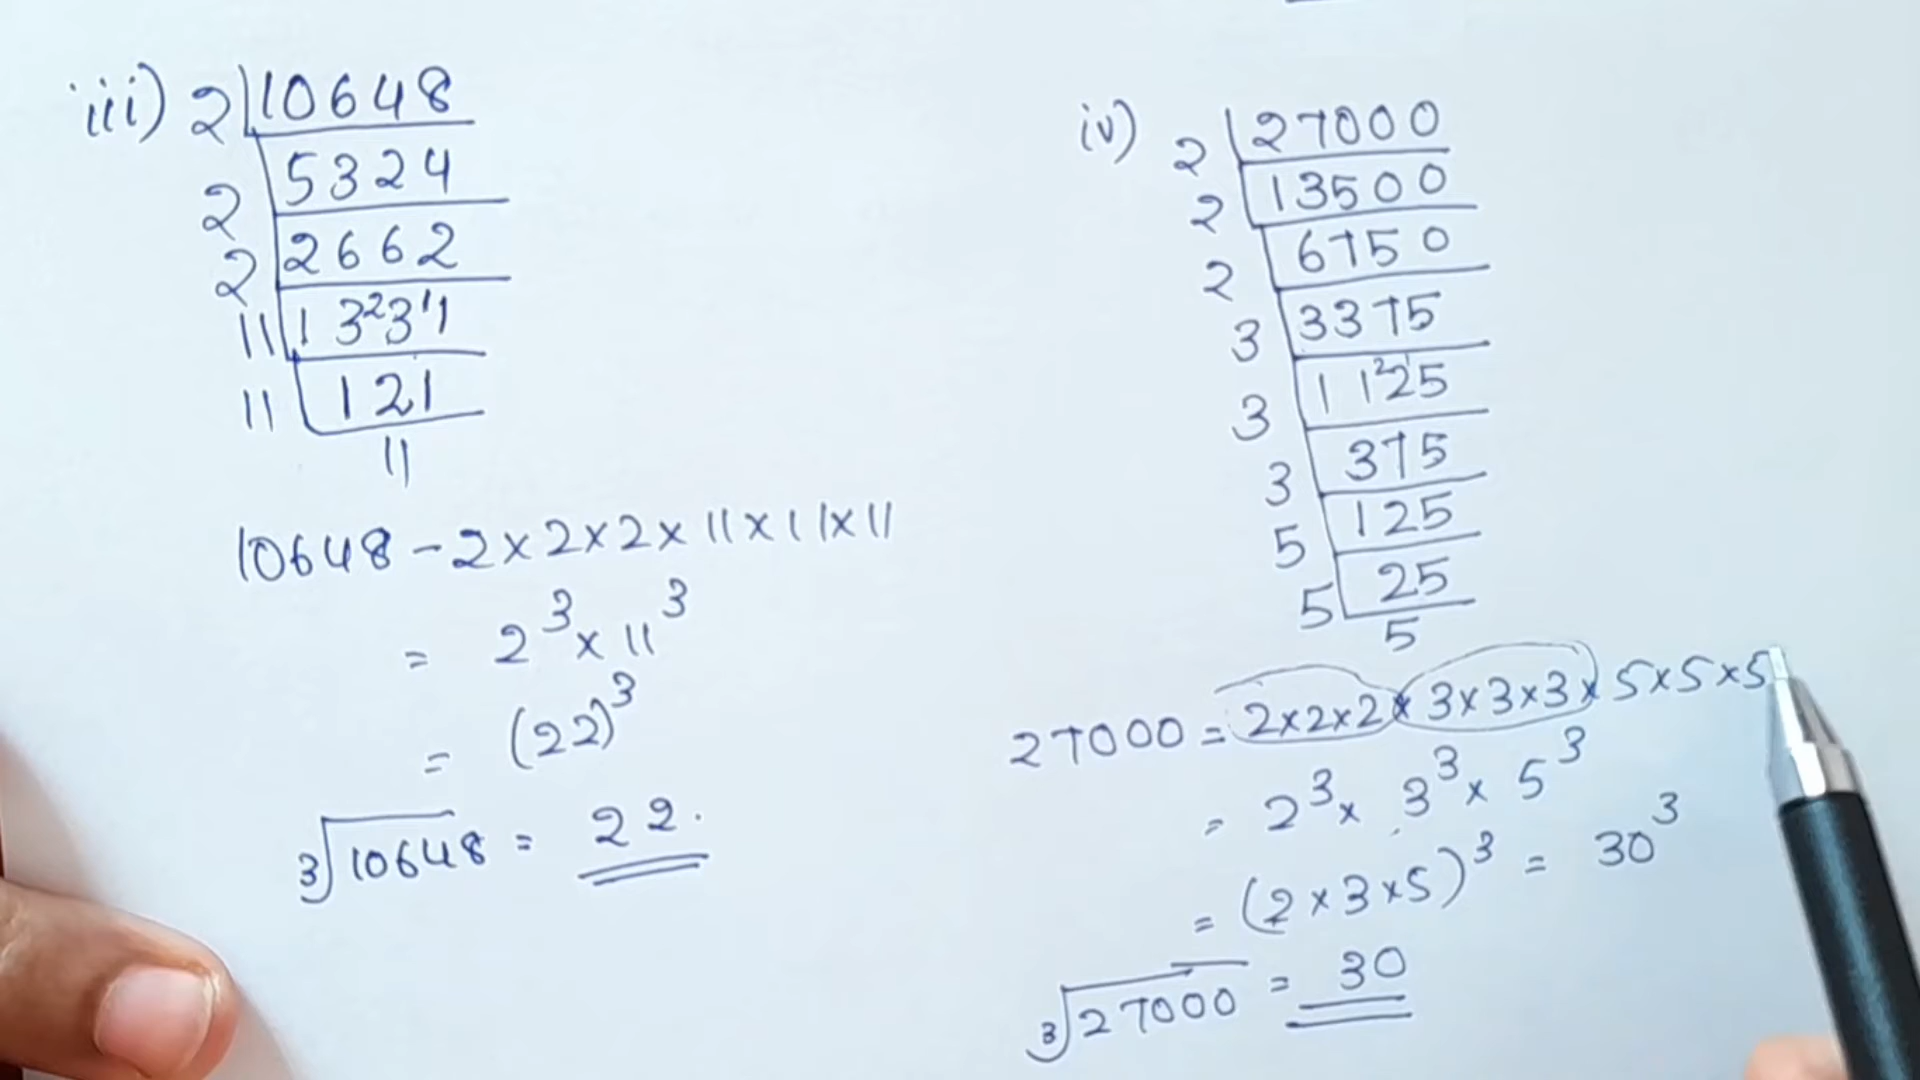 iii) 2 | 10648
2 | 5324
2 | 2662
11 | 1331
11 | 121
11
10648 - 2×2×2×11×11×11
= 2³×11³
= (22)³
∛10648 = 22.
iv) 2 | 27000
2 | 13500
2 | 6750
3 | 3375
3 | 1125
3 | 375
5 | 125
5 | 25
5
27000 = 2×2×2×3×3×3×5×5×5
= 2³×3³×5³
= (2×3×5)³ = 30³
∛27000 = 30